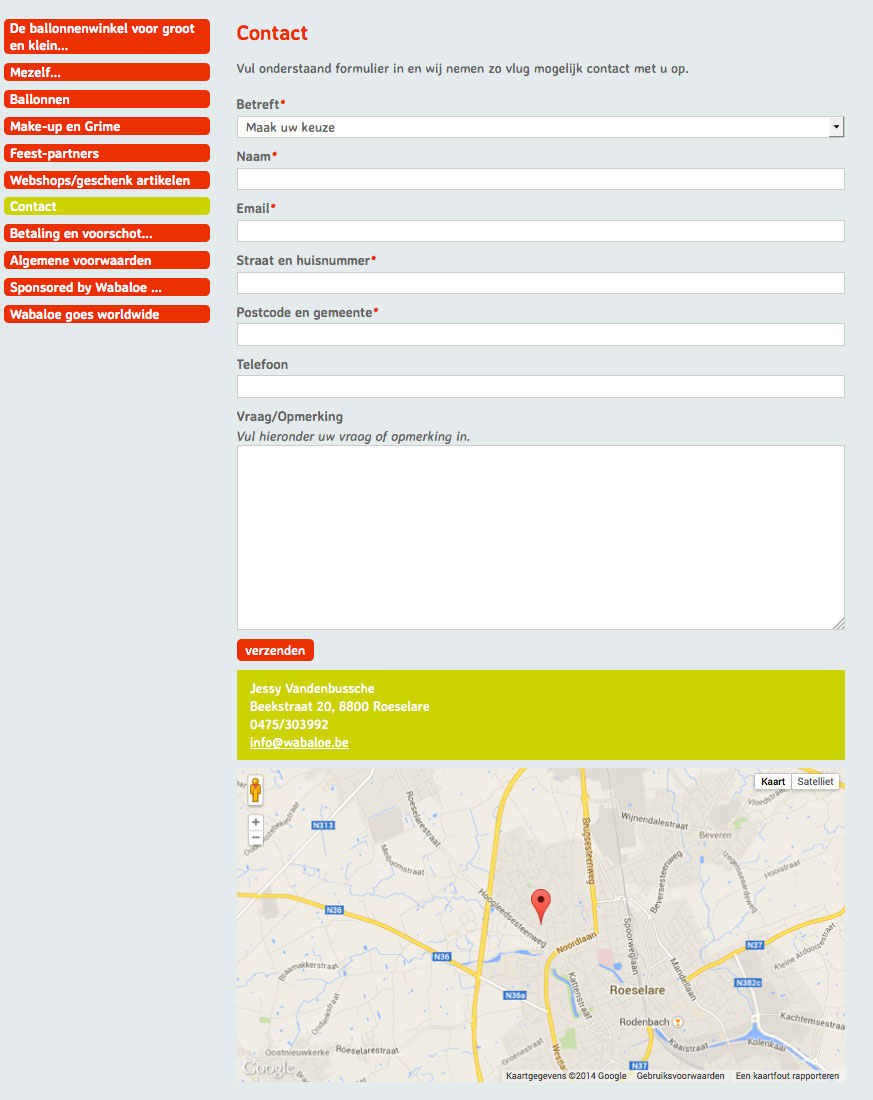 De ballonnenwinkel voor groot
en klein...
Mezelf...
Ballonnen
Make-up en Grime
Feest-partners
Webshops/geschenk artikelen
Contact
Betaling en voorschot...
Algemene voorwaarden
Sponsored by Wabaloe ...
Wabaloe goes worldwide
Contact
Vul onderstaand formulier in en wij nemen zo vlug mogelijk contact met u op.
Betreft*
Maak uw keuze
Naam*
Email*
Straat en huisnummer*
Postcode en gemeente*
Telefoon
Vraag/Opmerking
Vul hieronder uw vraag of opmerking in.
verzenden
Jessy Vandenbussche
Beekstraat 20, 8800 Roeselare
0475/303992
info@wabaloe.be
Kaart
Satelliet
Roeselarestraat
Vloedstraat
N313
Wijnendalestraat
Beveren
Brugsesteenweg
Meiboomstraat
Beversesteenweg
Izegemseaardeweg
Hooistraat
Hoogleedsesteenweg
N36
Spoorweglaan
Noordlaan
N37
Kleine Ardooisestraat
N36
Blauwmakkerstraat
Kattenstraat
Mandellaan
N382c
Roeselare
N36a
Rodenbach
Kachtemsestraat
Kolenkaai
Kaaistraat
Groenestraat
Oostnieuwkerke
Roeselarestraat
N37
Google
Kaartgegevens ©2014 Google
Gebruiksvoorwaarden
Een kaartfout rapporteren